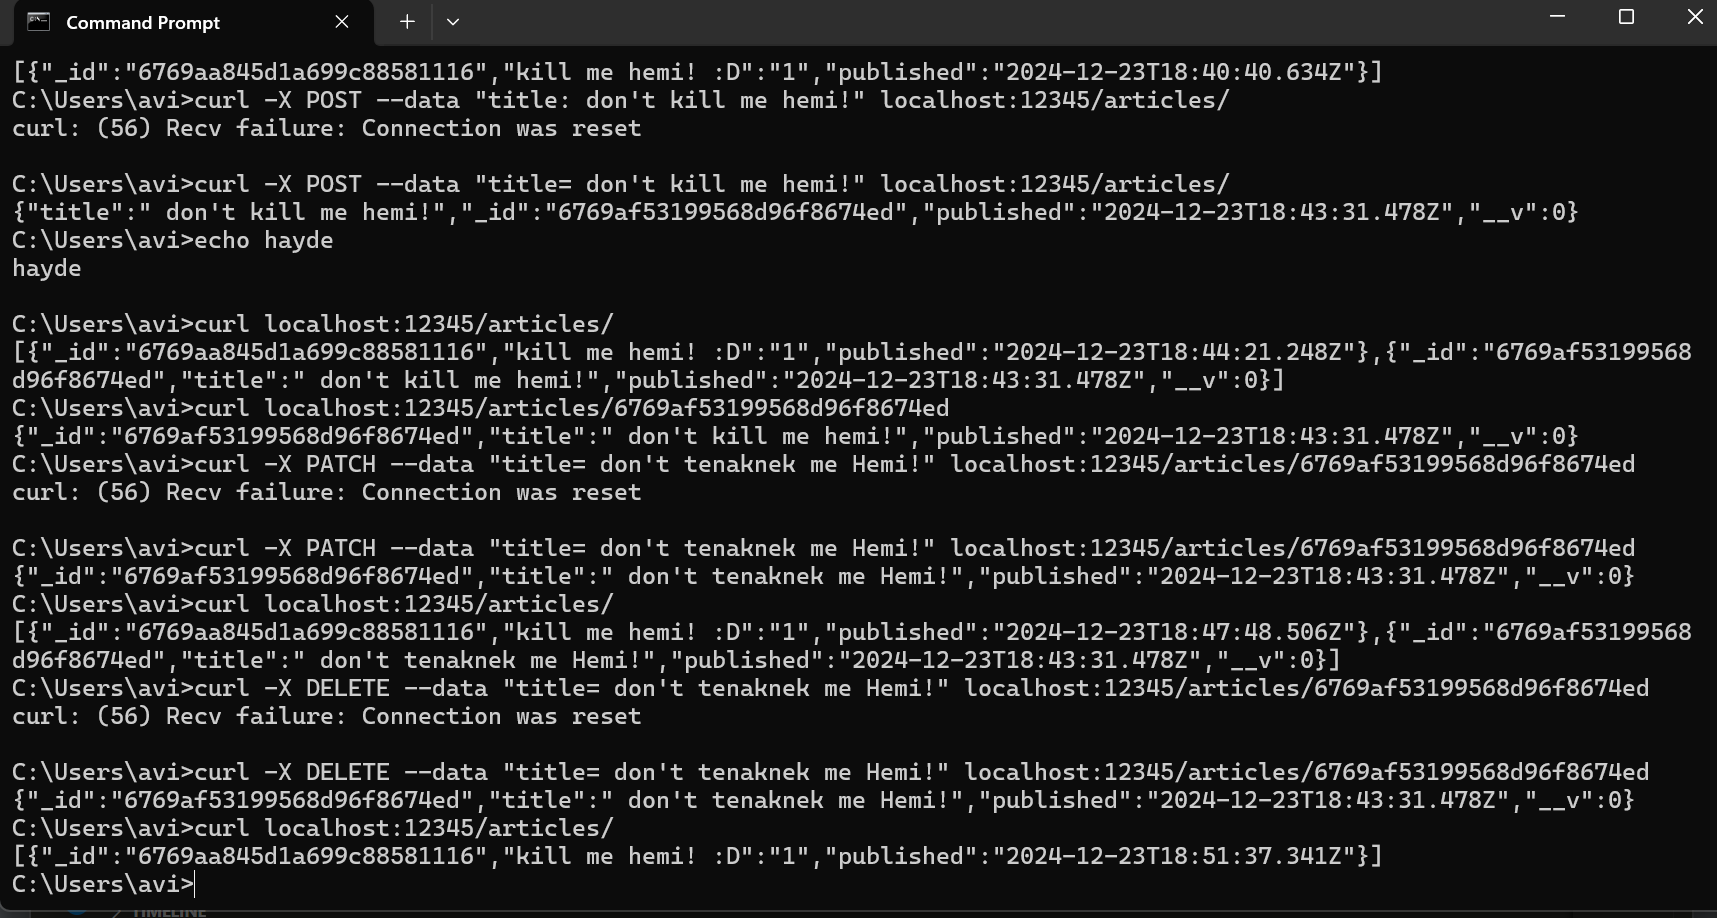 Command Prompt
[{"_id":"6769aa845d1a699c88581116","kill me hemi! :D":"1","published":"2024-12-23T18:40:40.634Z"}]
C:\Users\avi>curl -X POST --data "title: don't kill me hemi!" localhost:12345/articles/
curl: (56) Recv failure: Connection was reset
C:\Users\avi>curl -X POST --data "title= don't kill me hemi!" localhost:12345/articles/
{"title":" don't kill me hemi!","_id":"6769af53199568d96f8674ed","published":"2024-12-23T18:43:31.478Z","__v":0}
C:\Users\avi>echo hayde
hayde
C:\Users\avi>curl localhost:12345/articles/
[{"_id":"6769aa845d1a699c88581116","kill me hemi! :D":"1","published":"2024-12-23T18:44:21.248Z"},{"_id":"6769af53199568
d96f8674ed","title":" don't kill me hemi!","published":"2024-12-23T18:43:31.478Z","__v":0}]
C:\Users\avi>curl localhost:12345/articles/6769af53199568d96f8674ed
{"_id":"6769af53199568d96f8674ed","title":" don't kill me hemi!","published":"2024-12-23T18:43:31.478Z","__v":0}
C:\Users\avi>curl -X PATCH --data "title= don't tenaknek me Hemi!" localhost:12345/articles/6769af53199568d96f8674ed
curl: (56) Recv failure: Connection was reset
C:\Users\avi>curl -X PATCH --data "title= don't tenaknek me Hemi!" localhost:12345/articles/6769af53199568d96f8674ed
{"_id":"6769af53199568d96f8674ed","title":" don't tenaknek me Hemi!","published":"2024-12-23T18:43:31.478Z","__v":0}
C:\Users\avi>curl localhost:12345/articles/
[{"_id":"6769aa845d1a699c88581116","kill me hemi! :D":"1","published":"2024-12-23T18:47:48.506Z"},{"_id":"6769af53199568
d96f8674ed","title":" don't tenaknek me Hemi!","published":"2024-12-23T18:43:31.478Z","__v":0}]
C:\Users\avi>curl -X DELETE --data "title= don't tenaknek me Hemi!" localhost:12345/articles/6769af53199568d96f8674ed
curl: (56) Recv failure: Connection was reset
C:\Users\avi>curl -X DELETE --data "title= don't tenaknek me Hemi!" localhost:12345/articles/6769af53199568d96f8674ed
{"_id":"6769af53199568d96f8674ed","title":" don't tenaknek me Hemi!","published":"2024-12-23T18:43:31.478Z","__v":0}
C:\Users\avi>curl localhost:12345/articles/
[{"_id":"6769aa845d1a699c88581116","kill me hemi! :D":"1","published":"2024-12-23T18:51:37.341Z"}]
C:\Users\avi>
TIMELINE